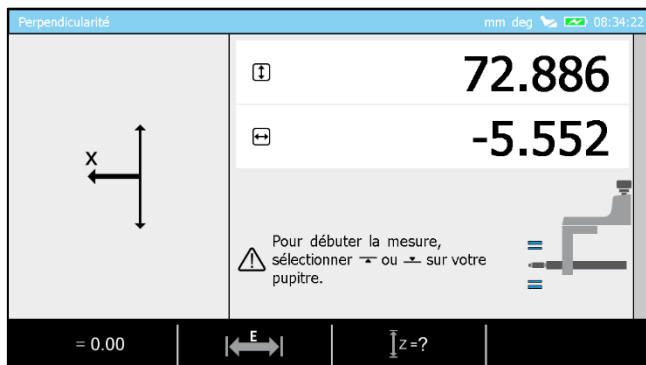 Perpendicularité
mm deg 08:34:22
72.886
-5.552
X
Pour débuter la mesure,
sélectionner ou sur votre
pupitre.
= 0.00
E
Z =?